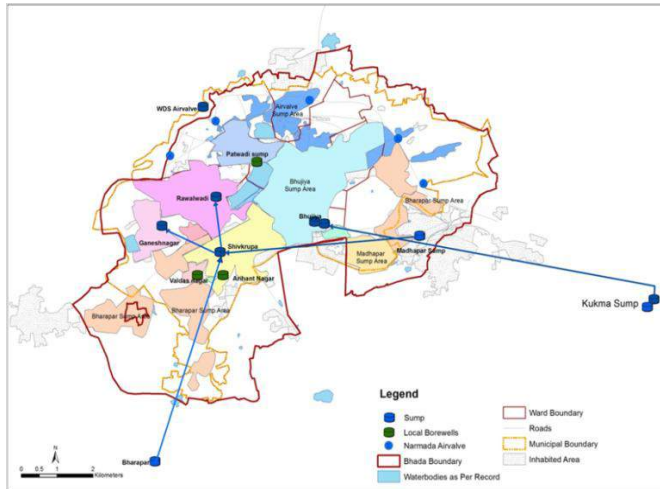 WDS Airvalve
Airvalve
Sump Area
Patwadi sump
Bhujiya
Sump Area
Rawalwadi
Bharapar Sump Area
Bhujiya
Ganeshnagar
Shivkrupa
Madhapar Sump
Madhapar
Sump Area
Valdas Nagar
Arihant Nagar
Kukma Sump
Bharapar Sump Area
Bharapar Sump Area
Bharapar
N
0 0.5 1 2
Kilometers
Legend
Sump
Local Borewells
Narmada Airvalve
Bhada Boundary
Waterbodies as Per Record
Ward Boundary
Roads
Municipal Boundary
Inhabited Area